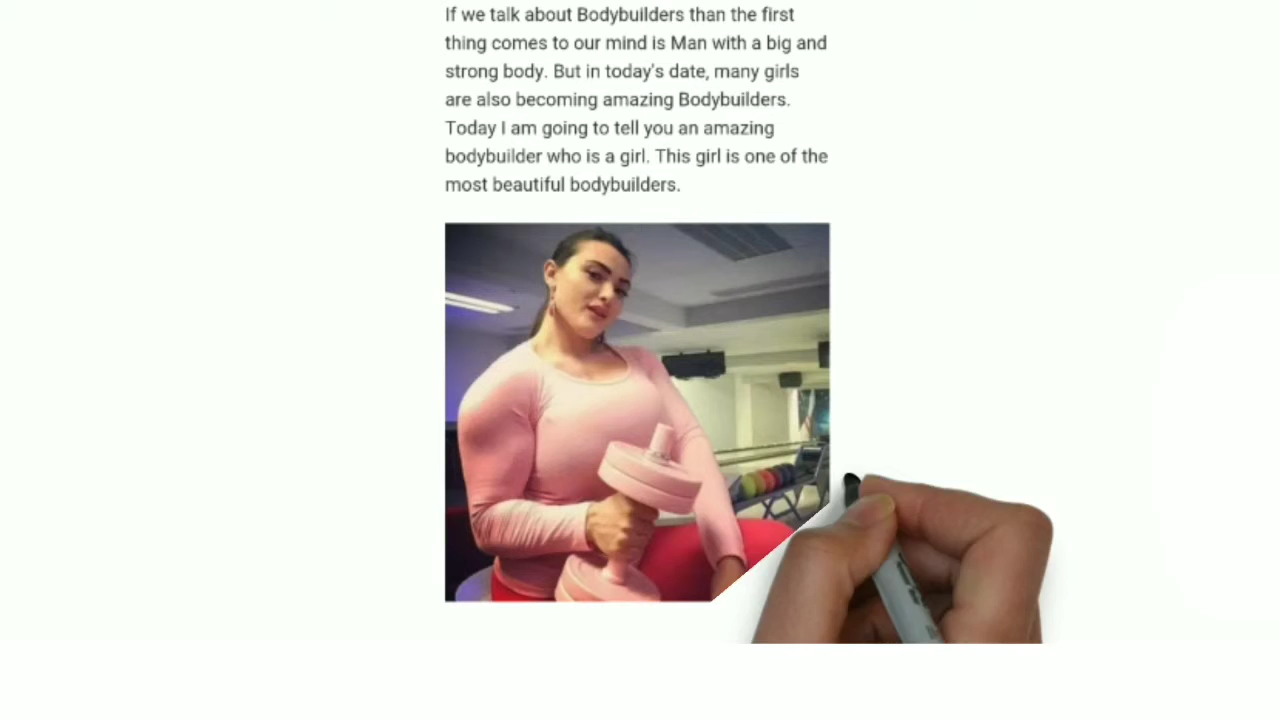 If we talk about Bodybuilders than the first
thing comes to our mind is Man with a big and
strong body. But in today's date, many girls
are also becoming amazing Bodybuilders.
Today I am going to tell you an amazing
bodybuilder who is a girl. This girl is one of the
most beautiful bodybuilders.